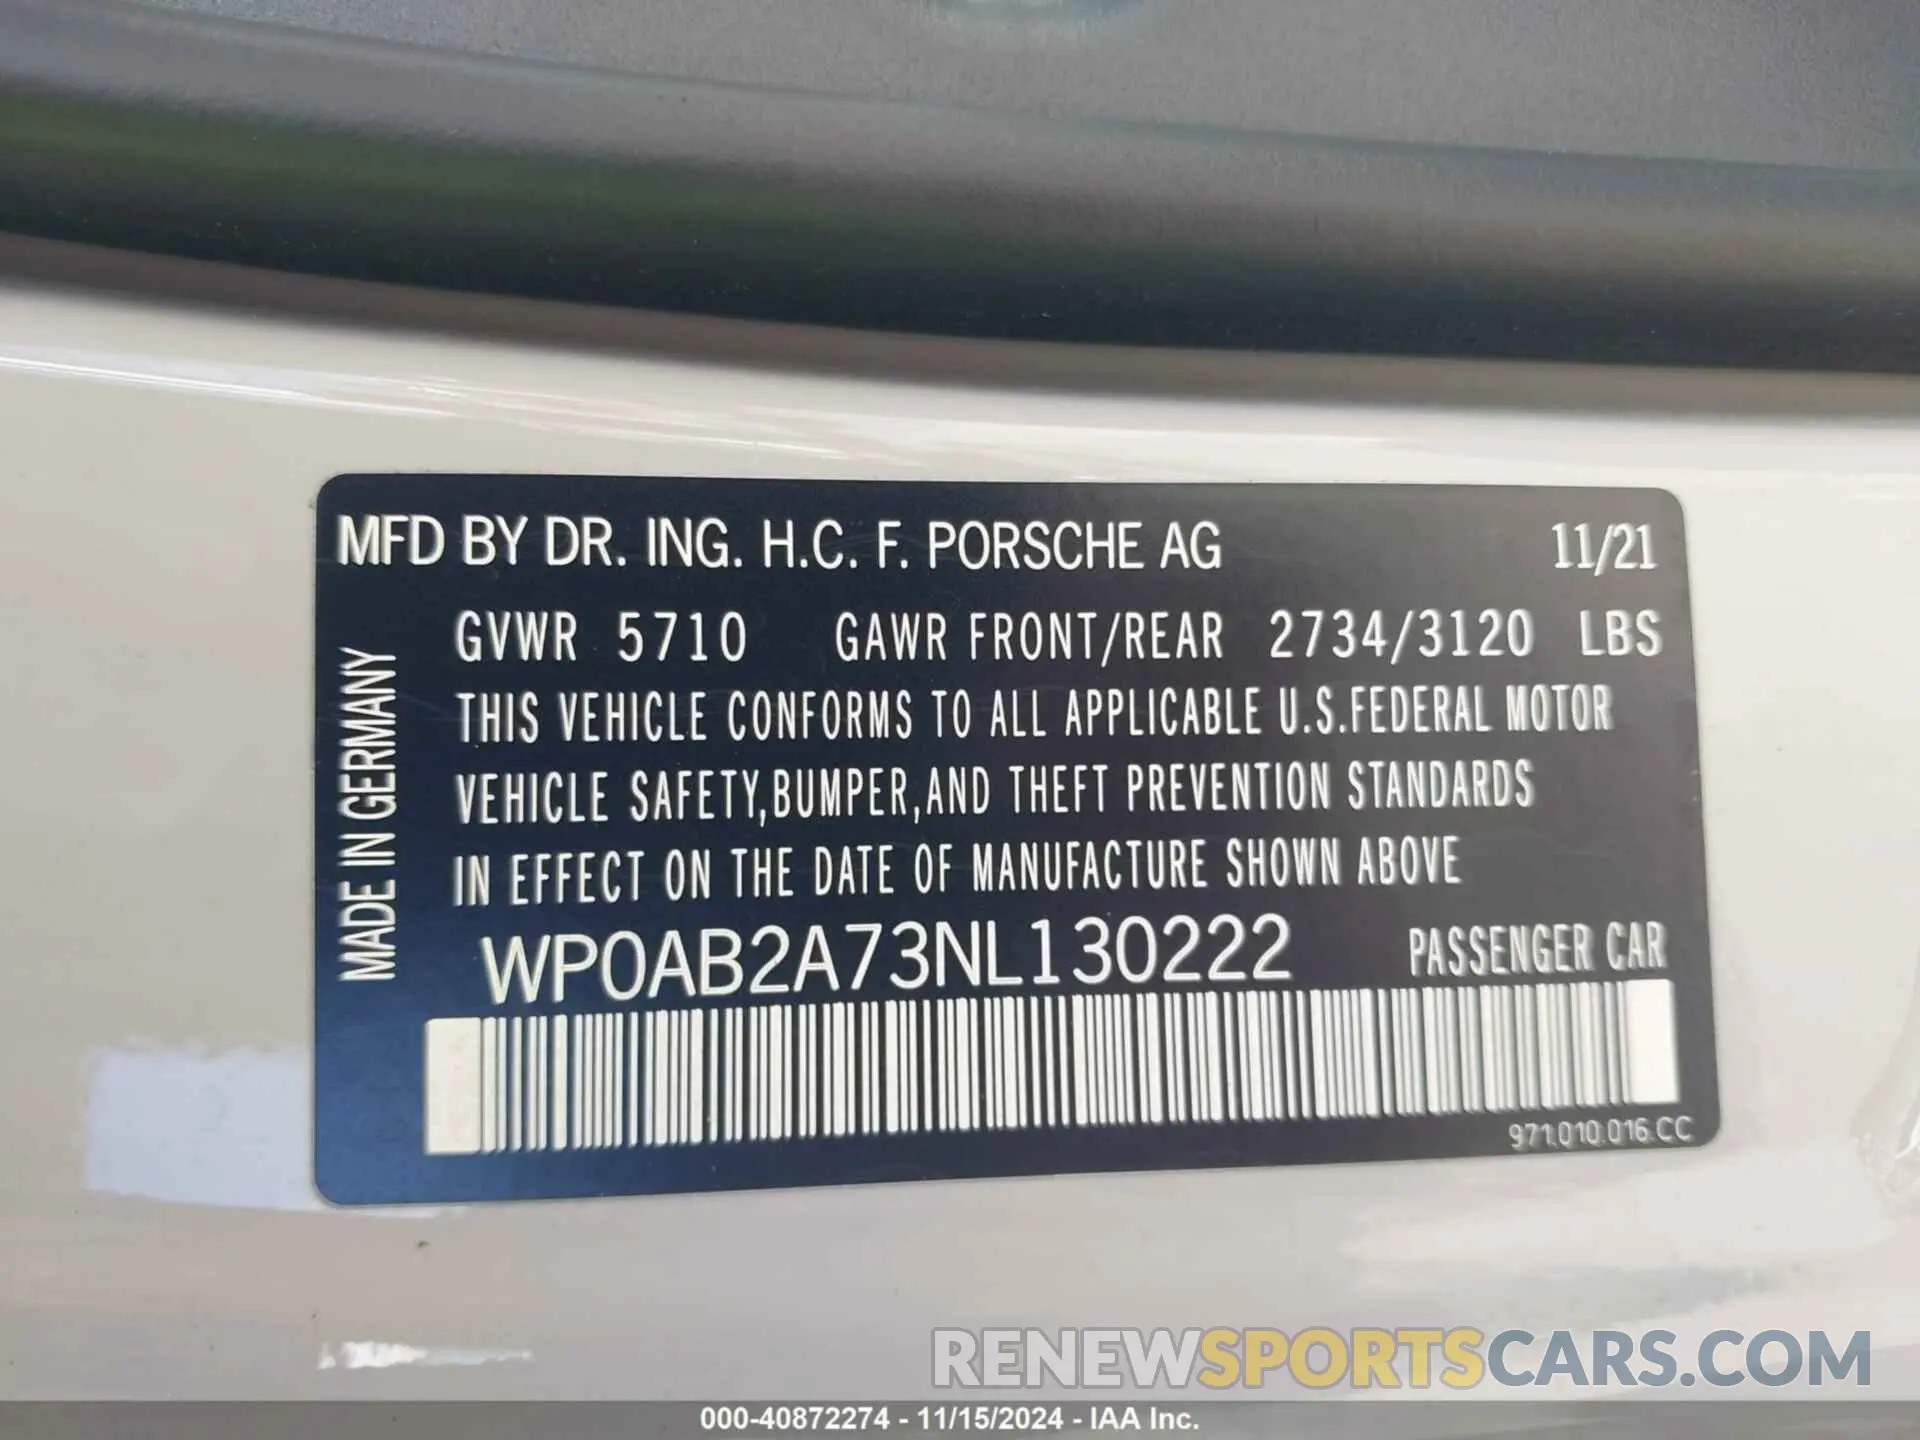 MFD BY DR. ING. H.C. F. PORSCHE AG 11/21
GVWR 5710 GAWR FRONT/REAR 2734/3120 LBS
THIS VEHICLE CONFORMS TO ALL APPLICABLE U.S.FEDERAL MOTOR
VEHICLE SAFETY,BUMPER,AND THEFT PREVENTION STANDARDS
IN EFFECT ON THE DATE OF MANUFACTURE SHOWN ABOVE
WP0AB2A73NL130222 PASSENGER CAR
MADE IN GERMANY
971.010.016.CC
RENEWSPORTSCARS.COM
000-40872274 - 11/15/2024 - IAA Inc.